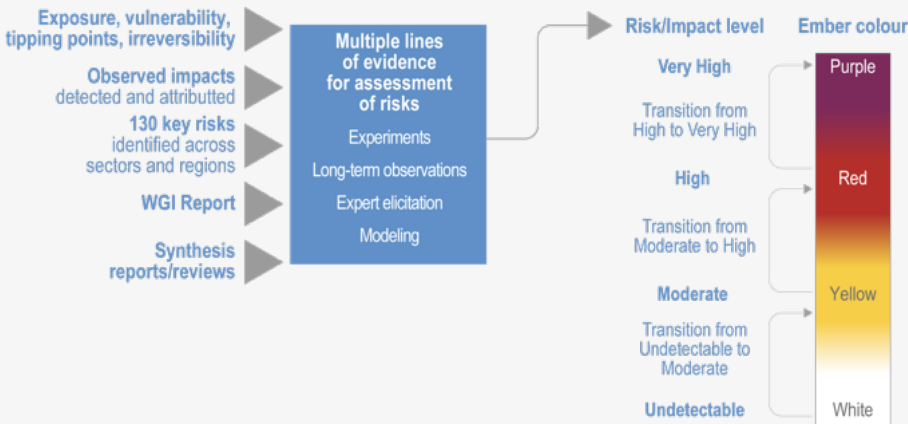 Exposure, vulnerability,
tipping points, irreversibility
Observed impacts
detected and attributted
130 key risks
identified across
sectors and regions
WGI Report
Synthesis
reports/reviews
Multiple lines
of evidence
for assessment
of risks
Experiments
Long-term observations
Expert elicitation
Modeling
Risk/Impact level
Ember colour
Very High
Purple
Transition from
High to Very High
High
Red
Transition from
Moderate to High
Moderate
Yellow
Transition from
Undetectable to
Moderate
Undetectable
White